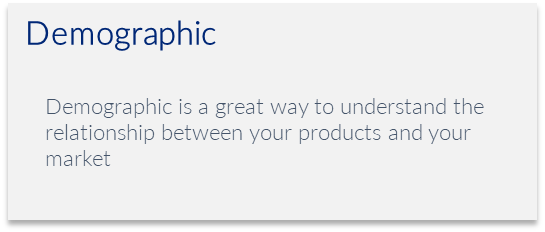 Demographic
Demographic is a great way to understand the
relationship between your products and your
market